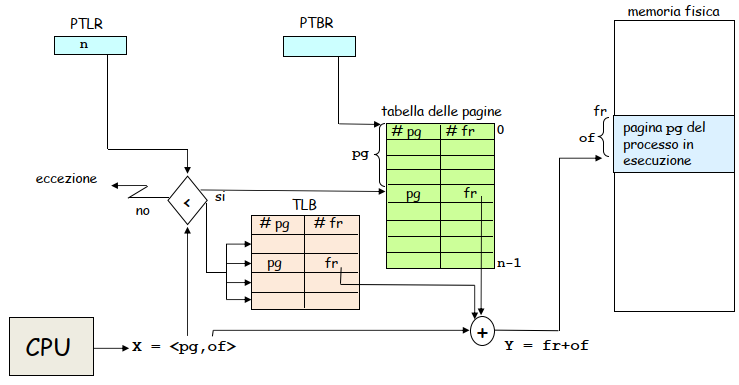 PTLR
n
PTBR
memoria fisica
tabella delle pagine
# pg # fr 0
pg
fr
of
pagina pg del
processo in
esecuzione
eccezione
no
<
si
pg fr
TLB
# pg # fr
pg fr
n-1
CPU
X = <pg,of>
+
Y = fr+of